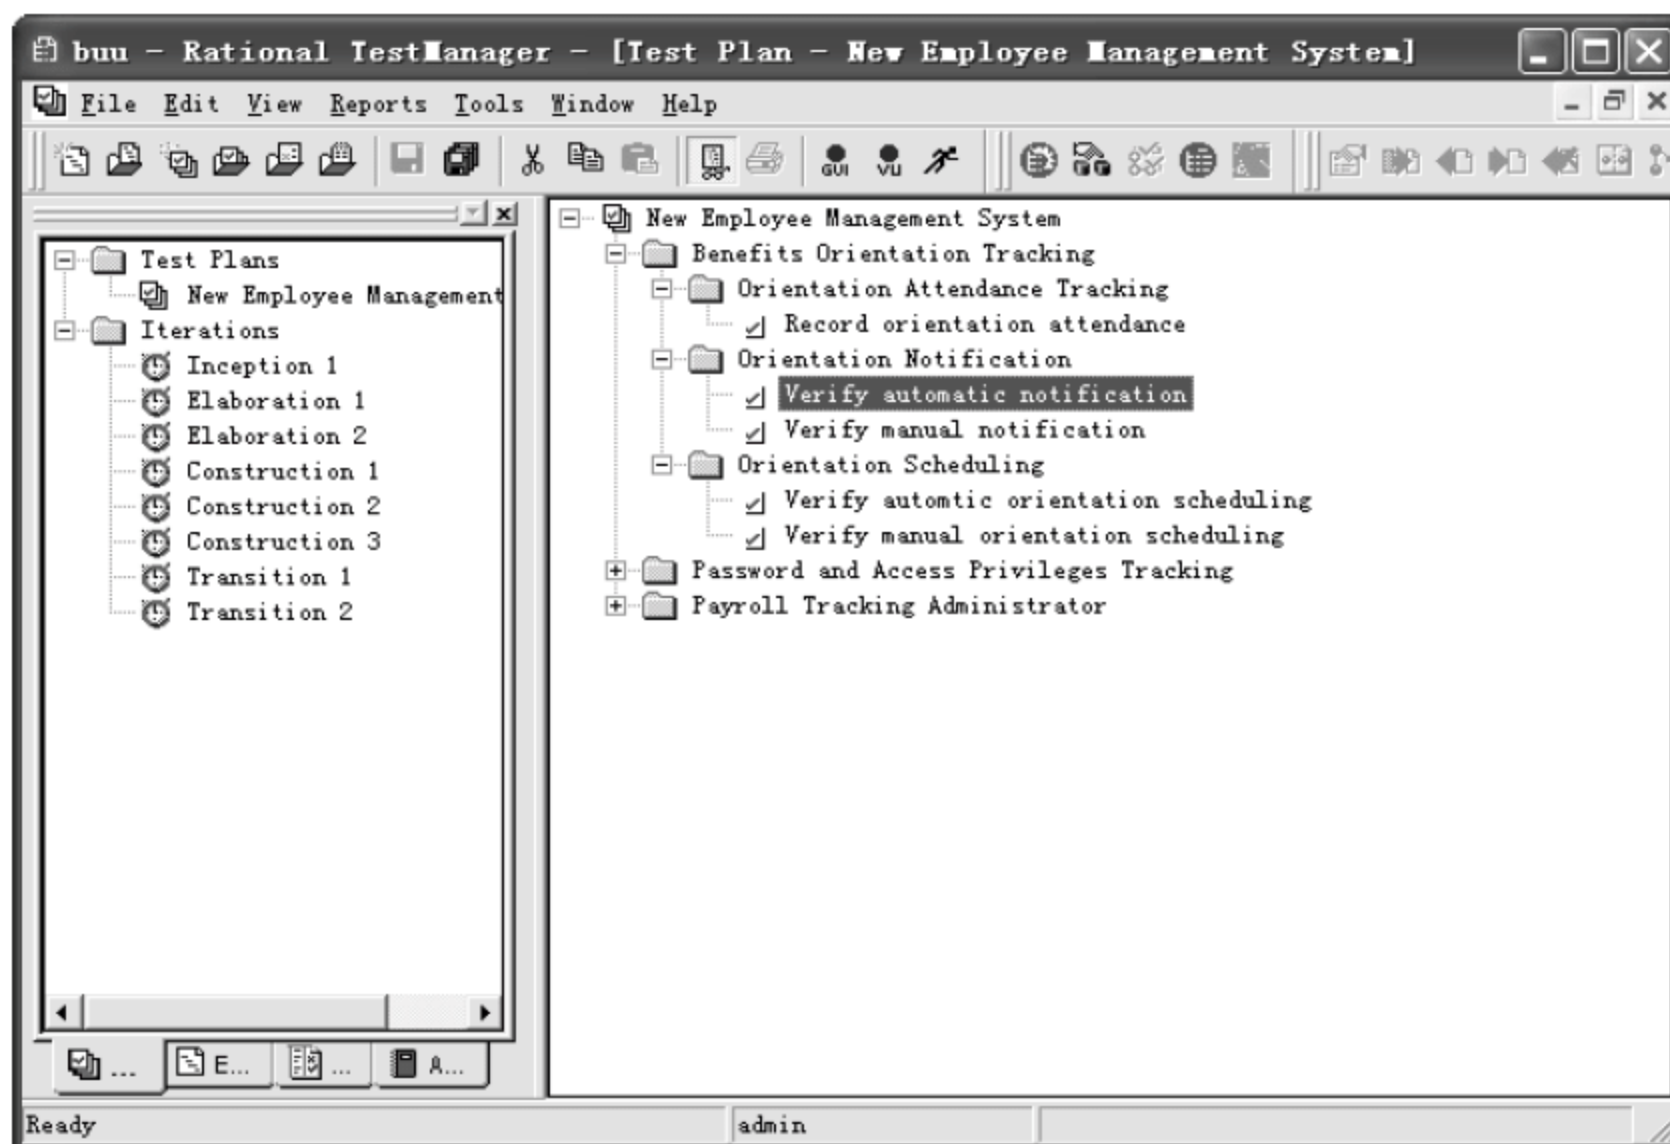 buu - Rational TestManager - [Test Plan - New Employee Management System]
File Edit View Reports Tools Window Help
GUI VU
Test Plans
New Employee Management
Iterations
Inception 1
Elaboration 1
Elaboration 2
Construction 1
Construction 2
Construction 3
Transition 1
Transition 2
... E... ... A...
New Employee Management System
Benefits Orientation Tracking
Orientation Attendance Tracking
Record orientation attendance
Orientation Notification
Verify automatic notification
Verify manual notification
Orientation Scheduling
Verify automtic orientation scheduling
Verify manual orientation scheduling
Password and Access Privileges Tracking
Payroll Tracking Administrator
Ready admin